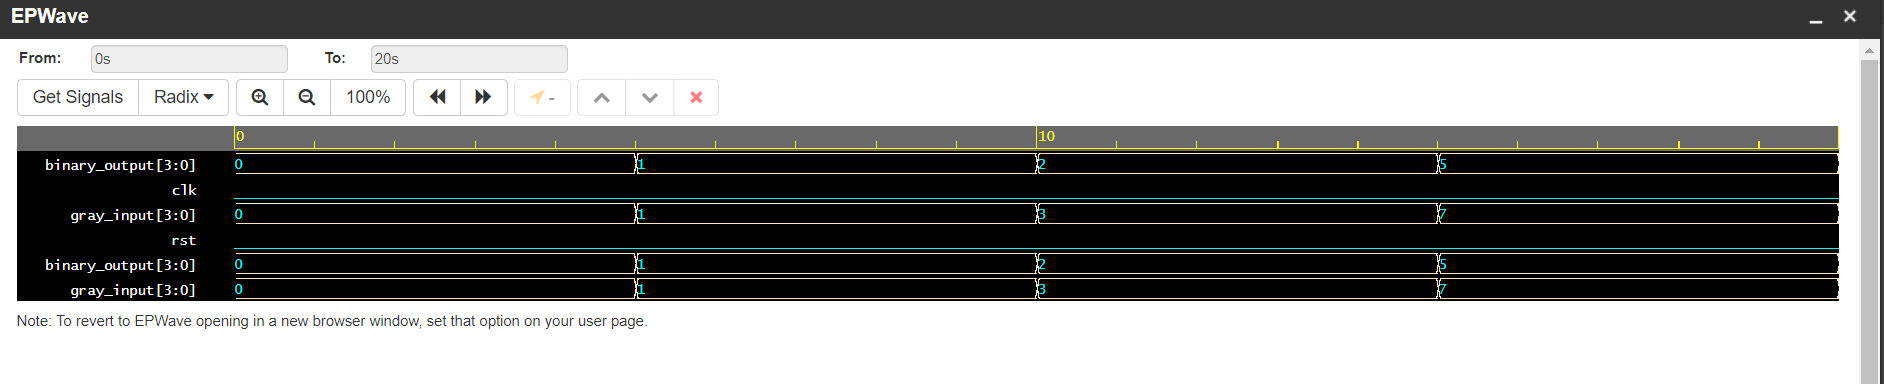 EPWave
From: 0s To: 20s
Get Signals Radix 100% -
0 10
binary_output[3:0] 0 1 2 5
clk
gray_input[3:0] 0 1 3 7
rst
binary_output[3:0] 0 1 2 5
gray_input[3:0] 0 1 3 7
Note: To revert to EPWave opening in a new browser window, set that option on your user page.